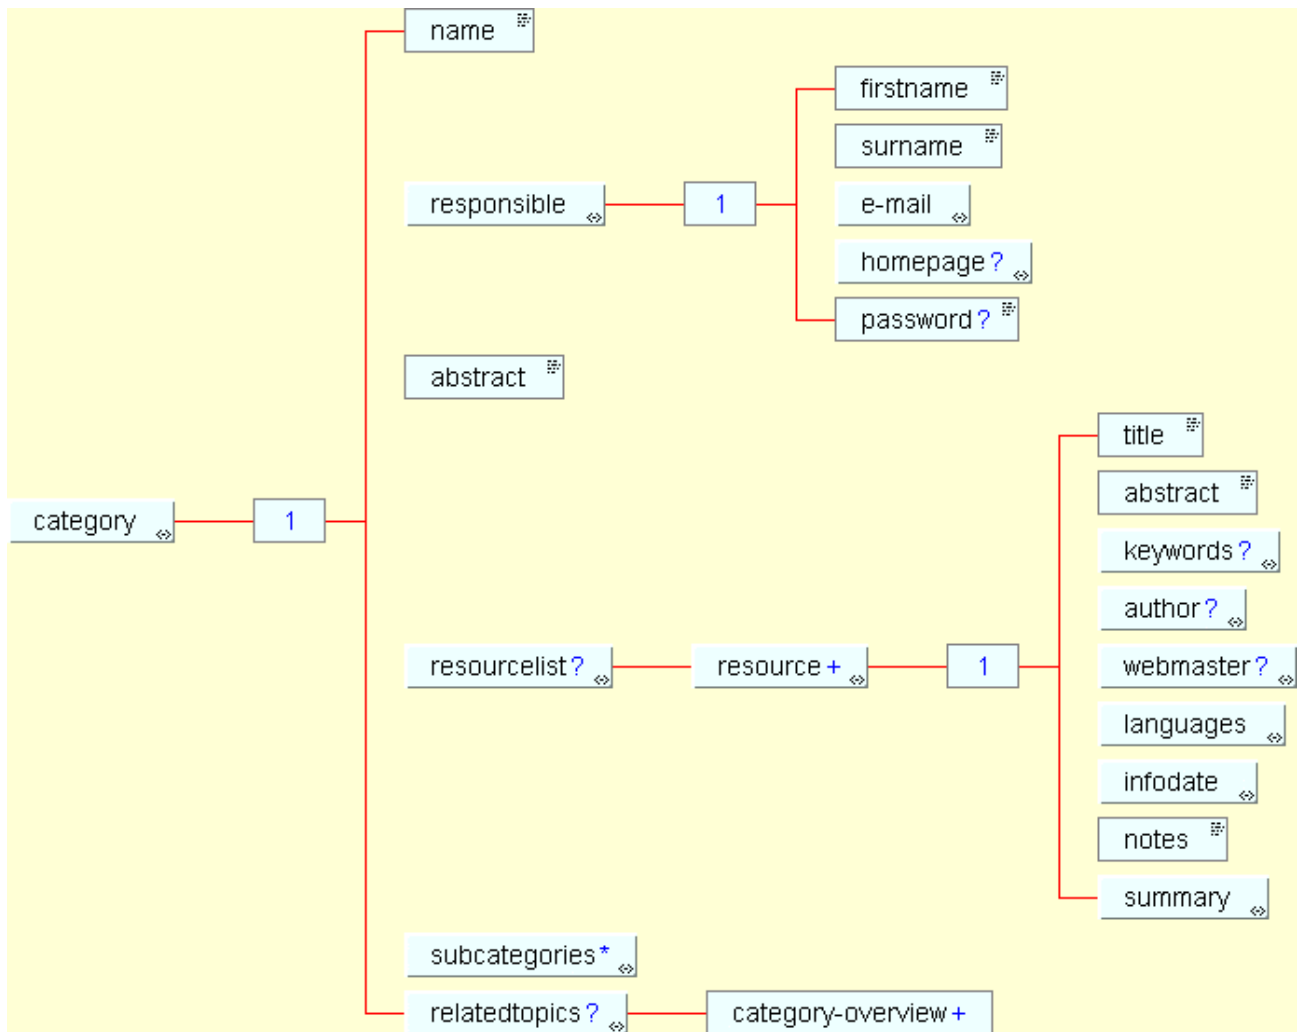 name
firstname
surname
responsible 1 e-mail
homepage?
password?
abstract
title
abstract
category 1
keywords?
author?
resourcelist? resource+ 1 webmaster?
languages
infodate
notes
summary
subcategories*
relatedtopics? category-overview+